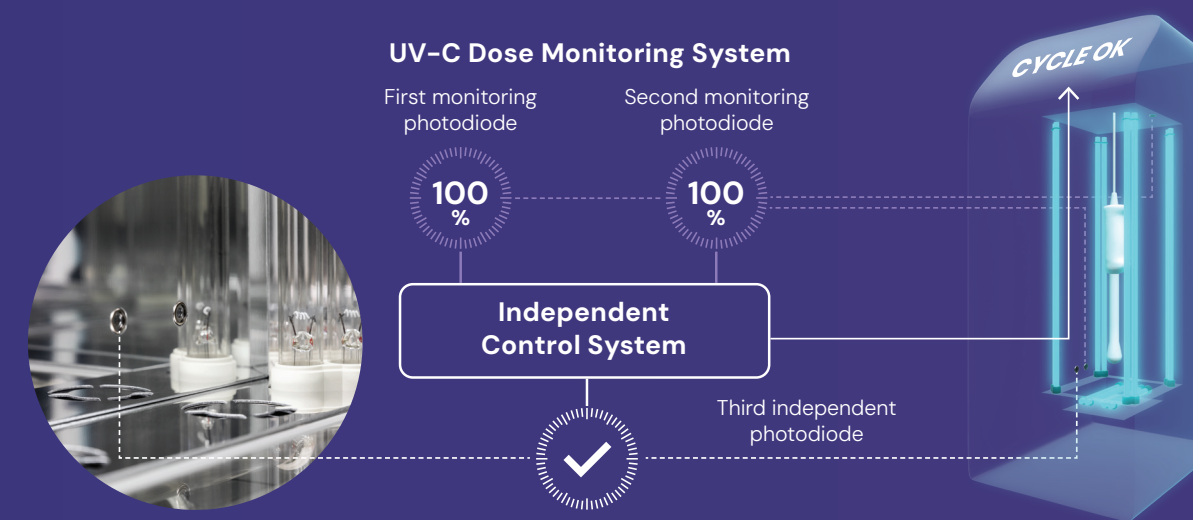 UV-C Dose Monitoring System
First monitoring
photodiode
Second monitoring
photodiode
CYCLE OK
100
%
100
%
Independent
Control System
Third independent
photodiode